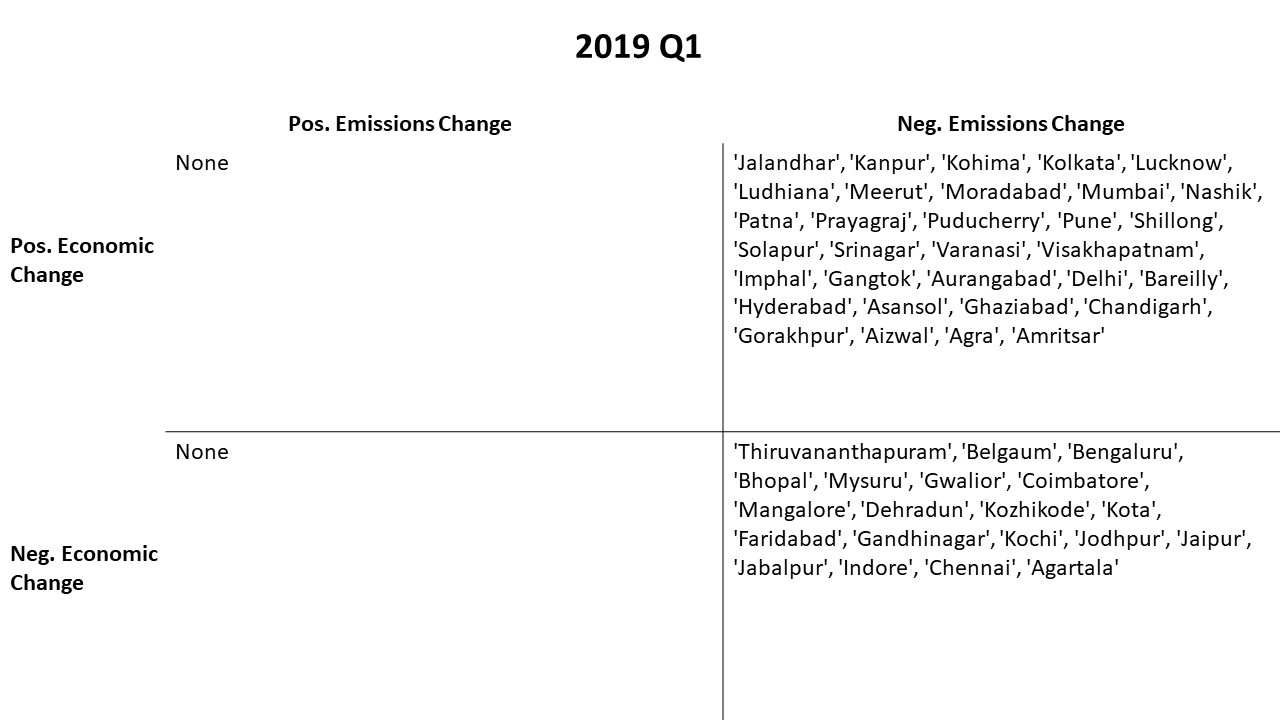 2019 Q1
Pos. Emissions Change
Neg. Emissions Change
Pos. Economic
Change
None
'Jalandhar', 'Kanpur', 'Kohima', 'Kolkata', 'Lucknow',
'Ludhiana', 'Meerut', 'Moradabad', 'Mumbai', 'Nashik',
'Patna', 'Prayagraj', 'Puducherry', 'Pune', 'Shillong',
'Solapur', 'Srinagar', 'Varanasi', 'Visakhapatnam',
'Imphal', 'Gangtok', 'Aurangabad', 'Delhi', 'Bareilly',
'Hyderabad', 'Asansol', 'Ghaziabad', 'Chandigarh',
'Gorakhpur', 'Aizwal', 'Agra', 'Amritsar'
Neg. Economic
Change
None
'Thiruvananthapuram', 'Belgaum', 'Bengaluru',
'Bhopal', 'Mysuru', 'Gwalior', 'Coimbatore',
'Mangalore', 'Dehradun', 'Kozhikode', 'Kota',
'Faridabad', 'Gandhinagar', 'Kochi', 'Jodhpur', 'Jaipur',
'Jabalpur', 'Indore', 'Chennai', 'Agartala'